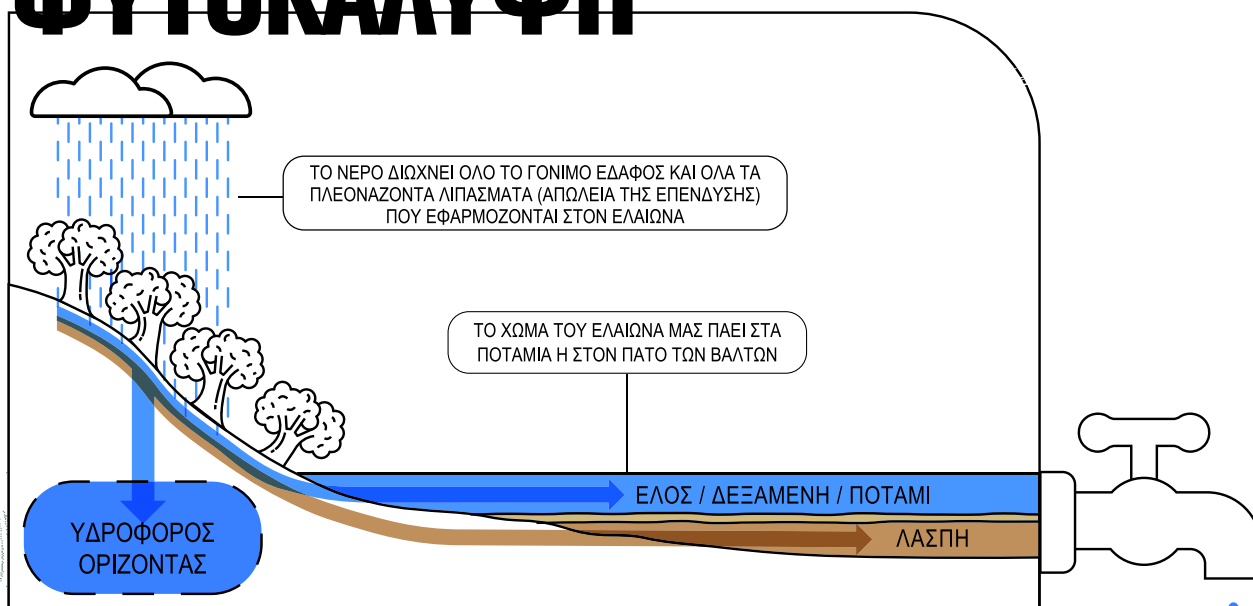 ΦΥΤΟΚΑΛΥΨΗ
ΤΟ ΝΕΡΟ ΔΙΩΧΝΕΙ ΟΛΟ ΤΟ ΓΟΝΙΜΟ ΕΔΑΦΟΣ ΚΑΙ ΟΛΑ ΤΑ
ΠΛΕΟΝΑΖΟΝΤΑ ΛΙΠΑΣΜΑΤΑ (ΑΠΩΛΕΙΑ ΤΗΣ ΕΠΕΝΔΥΣΗΣ)
ΠΟΥ ΕΦΑΡΜΟΖΟΝΤΑΙ ΣΤΟΝ ΕΛΑΙΩΝΑ
ΤΟ ΧΩΜΑ ΤΟΥ ΕΛΑΙΩΝΑ ΜΑΣ ΠΑΕΙ ΣΤΑ
ΠΟΤΑΜΙΑ Η ΣΤΟΝ ΠΑΤΟ ΤΩΝ ΒΑΛΤΩΝ
ΕΛΟΣ / ΔΕΞΑΜΕΝΗ / ΠΟΤΑΜΙ
ΛΑΣΠΗ
ΥΔΡΟΦΟΡΟΣ
ΟΡΙΖΟΝΤΑΣ